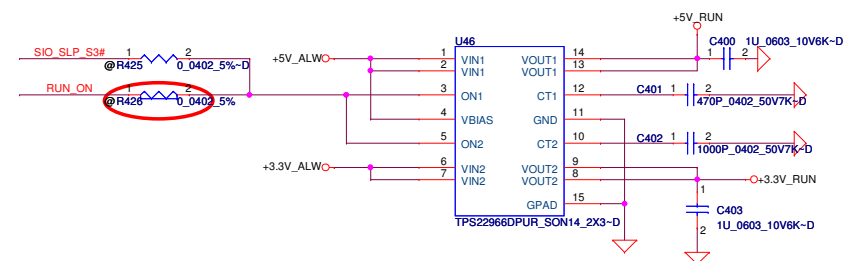 +5V_RUN
U46
C400 1U_0603_10V6K~D
SIO_SLP_S3# 1 2
@R425 0_0402_5%~D
+5V_ALW
1 VIN1 VOUT1 14
2 VIN1 VOUT1 13
1 2
RUN_ON 1 2
@R426 0_0402_5%
3 ON1 CT1 12
C401 1 2
470P_0402_50V7K~D
4 VBIAS GND 11
5 ON2 CT2 10
C402 1 2
1000P_0402_50V7K~D
+3.3V_ALW
6 VIN2 VOUT2 9
7 VIN2 VOUT2 8
+3.3V_RUN
GPAD 15
TPS22966DPUR_SON14_2X3~D
1
C403
1U_0603_10V6K~D
2